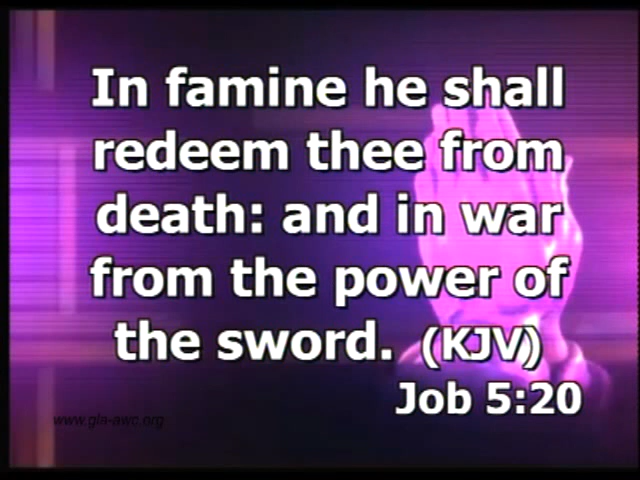 In famine he shall
redeem thee from
death: and in war
from the power of
the sword. (KJV)
Job 5:20
www.gla-awc.org